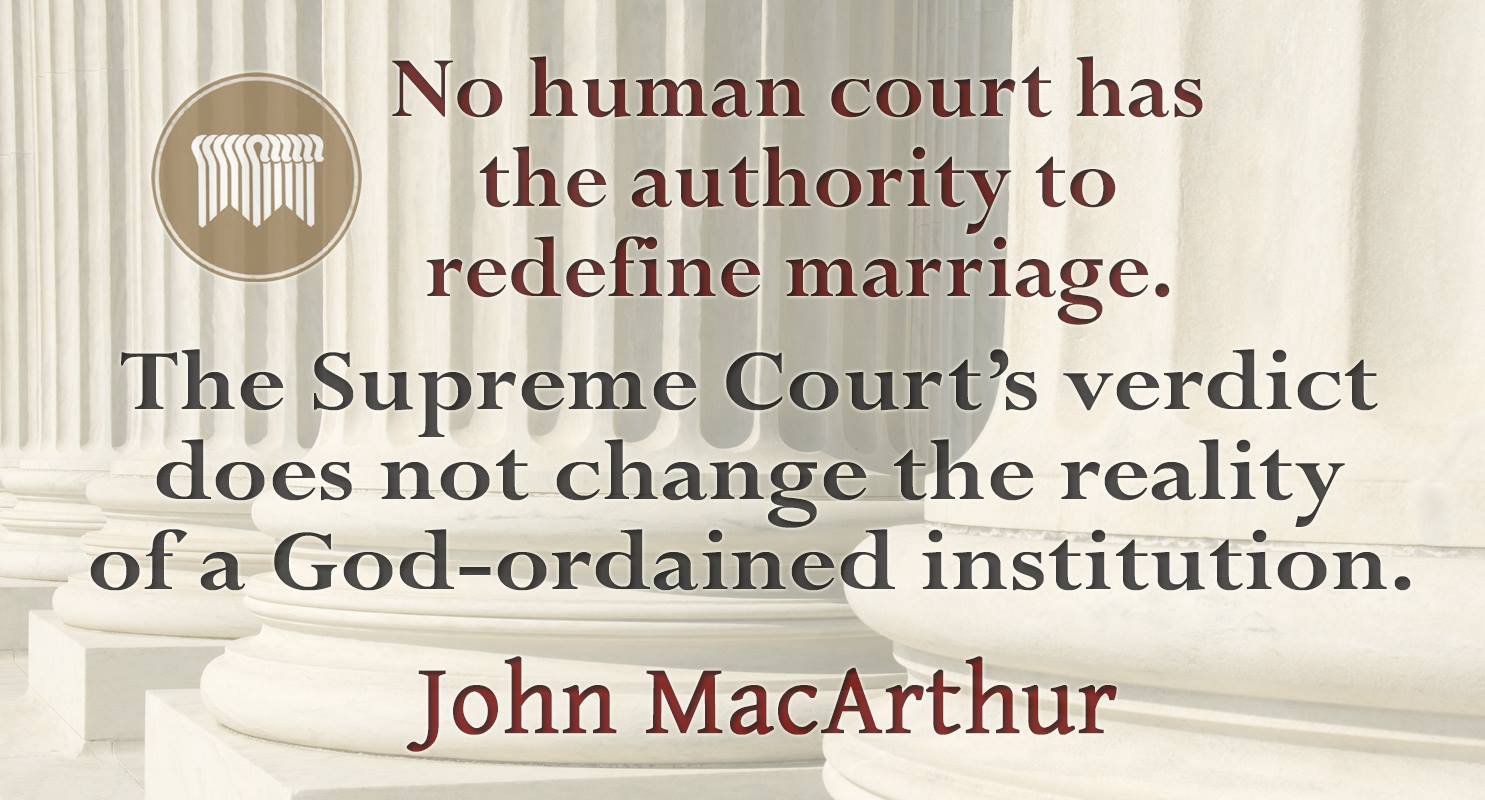 No human court has
the authority to
redefine marriage.
The Supreme Court’s verdict
does not change the reality
of a God-ordained institution.
John MacArthur